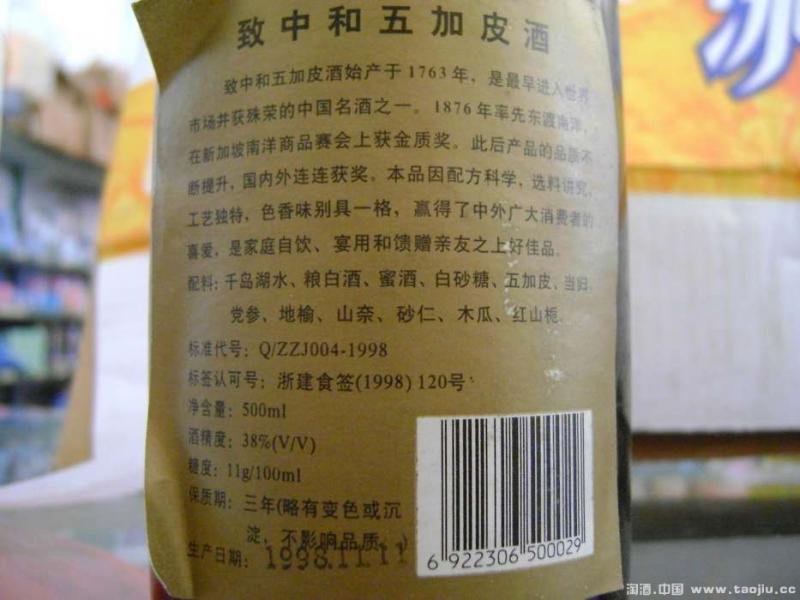 致中和五加皮酒
致中和五加皮酒始产于1763年，是最早进入世界
市场并获殊荣的中国名酒之一。1876年率先东渡南洋，
在新加坡南洋商品赛会上获金质奖。此后产品的品质不
断提升，国内外连连获奖。本品因配方科学，选料讲究，
工艺独特，色香味别具一格，赢得了中外广大消费者的
喜爱，是家庭自饮、宴用和馈赠亲友之上好佳品。
配料：千岛湖水、粮白酒、蜜酒、白砂糖、五加皮、当归、
党参、地榆、山奈、砂仁、木瓜、红山栀
标准代号：Q/ZZJ004-1998
标签认可号：浙建食签(1998)120号
净含量：500ml
酒精度：38%(V/V)
糖度：11g/100ml
保质期：三年(略有变色或沉
淀，不影响品质。)
生产日期：1998.11.11
6 922306 500029
淘酒.中国 www.taojiu.cc